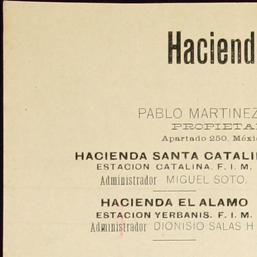 Haciend
PABLO MARTINEZ
PROPIETA
Apartado 250, Méxi
HACIENDA SANTA CATALI
ESTACION CATALINA, F. I. M.
Administrador MIGUEL SOTO.
HACIENDA EL ALAMO
ESTACION YERBANIS, F. I. M.
Administrador DIONISIO SALAS H